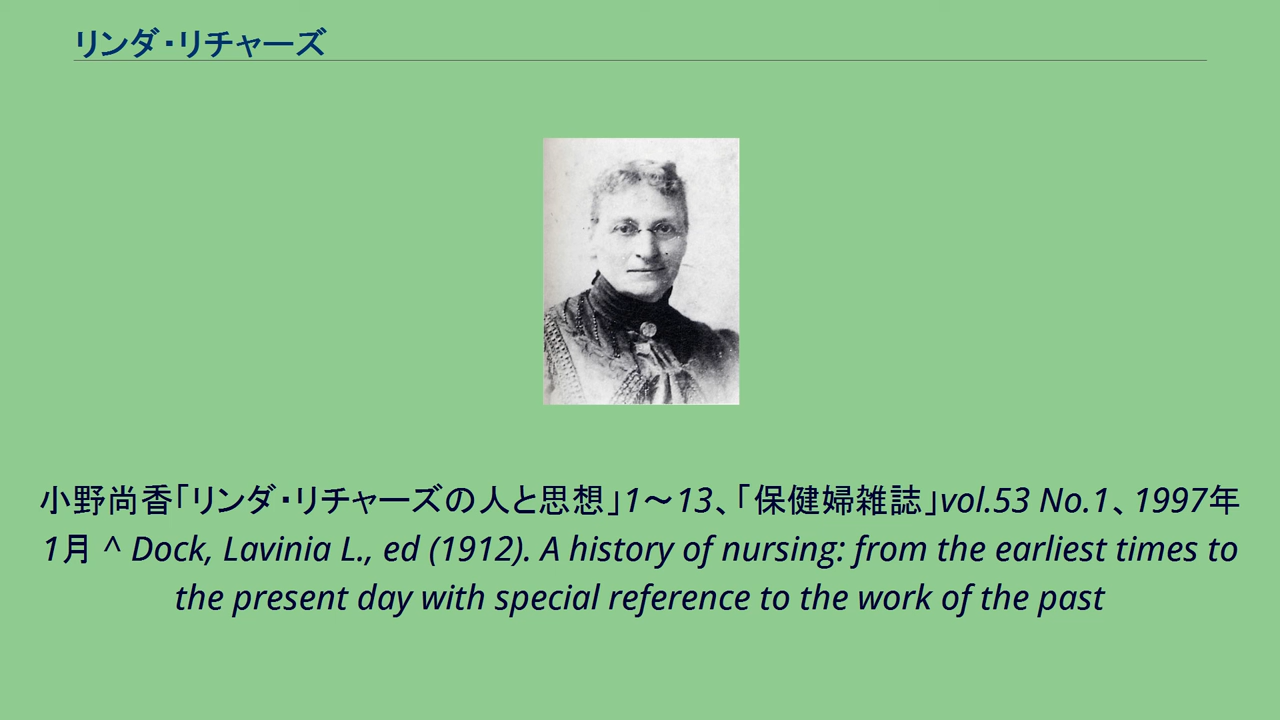 リンダ・リチャーズ
小野尚香「リンダ・リチャーズの人と思想」1〜13、「保健婦雑誌」vol.53 No.1、1997年
1月 ^ Dock, Lavinia L., ed (1912). A history of nursing: from the earliest times to
the present day with special reference to the work of the past